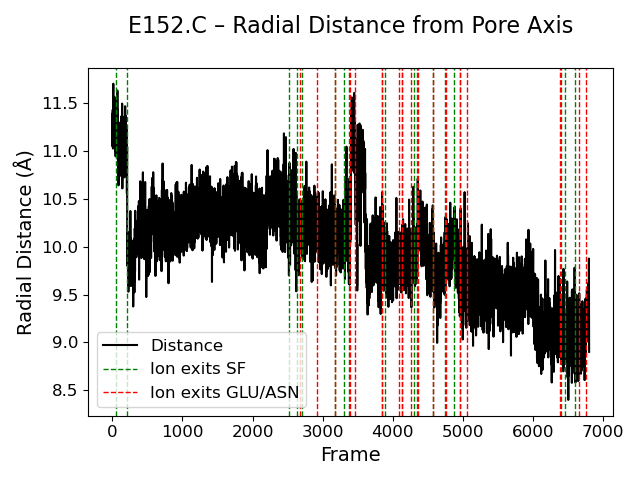 E152.C – Radial Distance from Pore Axis
Radial Distance (Å)
11.5
11.0
10.5
10.0
9.5
9.0
8.5
Distance
Ion exits SF
Ion exits GLU/ASN
0 1000 2000 3000 4000 5000 6000 7000
Frame